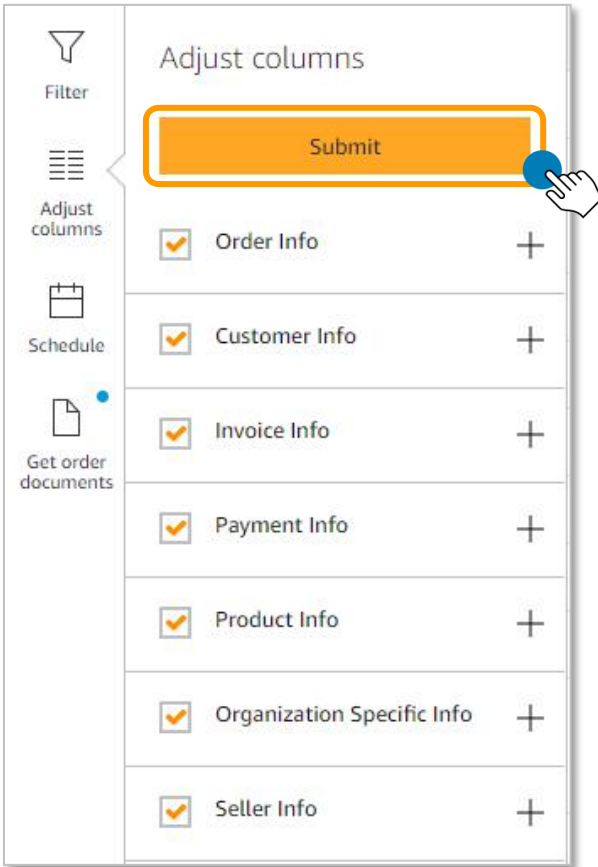 Filter
Adjust
columns
Schedule
Get order
documents
Adjust columns
Submit
Order Info
Customer Info
Invoice Info
Payment Info
Product Info
Organization Specific Info
Seller Info